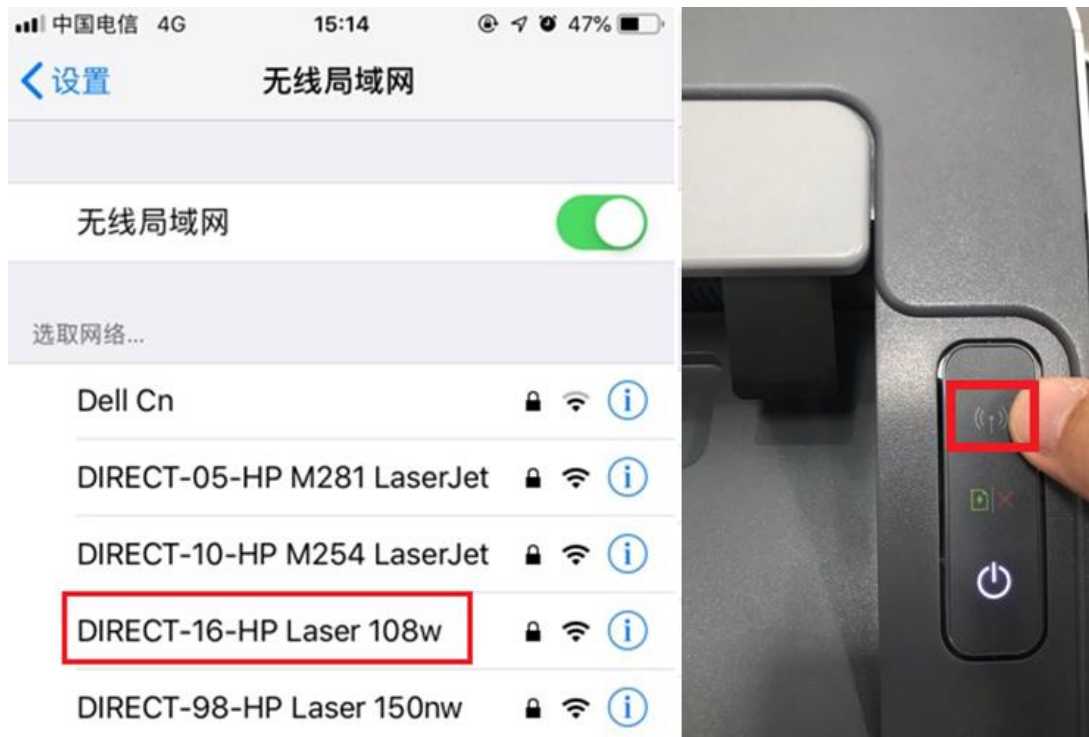 中国电信 4G 15:14 47%
设置 无线局域网
无线局域网
选取网络...
Dell Cn
DIRECT-05-HP M281 LaserJet
DIRECT-10-HP M254 LaserJet
DIRECT-16-HP Laser 108w
DIRECT-98-HP Laser 150nw